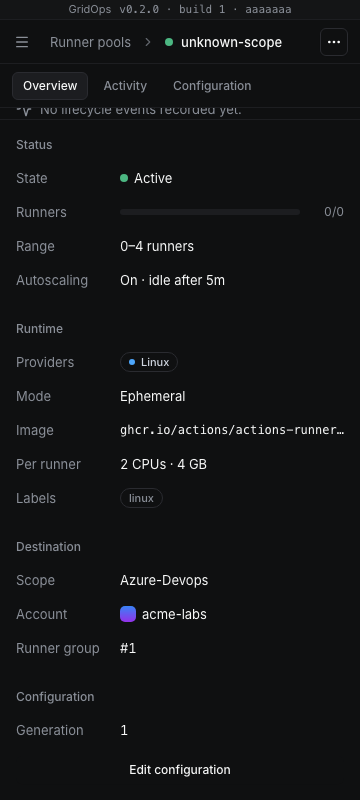 GridOps v0.2.0 · build 1 · aaaaaaa
Runner pools > unknown-scope
Overview Activity Configuration
No lifecycle events recorded yet.
Status
State Active
Runners 0/0
Range 0–4 runners
Autoscaling On · idle after 5m
Runtime
Providers Linux
Mode Ephemeral
Image ghcr.io/actions/actions-runner…
Per runner 2 CPUs · 4 GB
Labels linux
Destination
Scope Azure-Devops
Account acme-labs
Runner group #1
Configuration
Generation 1
Edit configuration